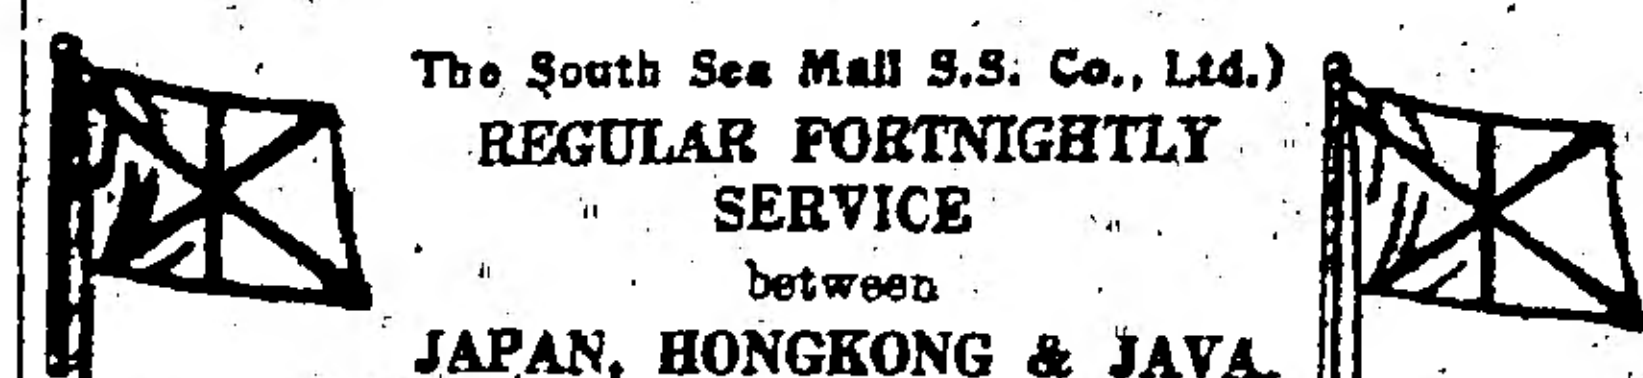 The South Sea Mail S.S. Co., Ltd.)
REGULAR FORTNIGHTLY
SERVICE
between
JAPAN, HONGKONG & JAVA.